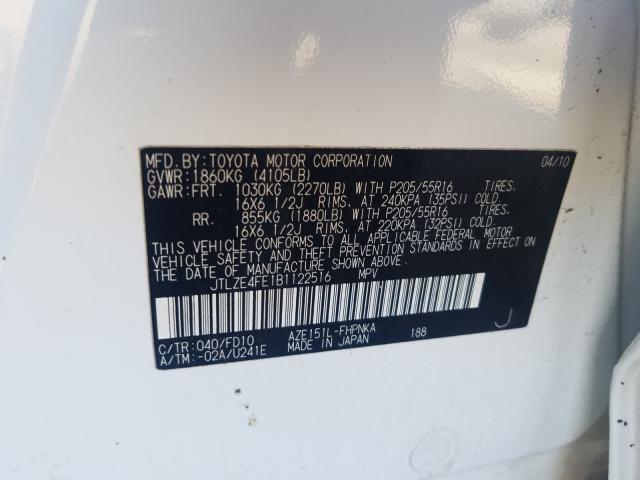 MFD.BY:TOYOTA MOTOR CORPORATION 04/10
GVWR:1860KG (4105LB)
GAWR:FRT. 1030KG (2270LB) WITH P205/55R16 TIRES.
16X6 1/2J RIMS, AT 240KPA (35PSI) COLD.
RR. 855KG (1880LB) WITH P205/55R16 TIRES.
16X6 1/2J RIMS, AT 220KPA (32PSI) COLD.
THIS VEHICLE CONFORMS TO ALL APPLICABLE FEDERAL MOTOR
VEHICLE SAFETY AND THEFT PREVENTION STANDARDS IN EFFECT ON
THE DATE OF MANUFACTURE SHOWN ABOVE.
JTLZE4FE1B1122516 MPV
C/TR:040/FD10 AZE151L-FHPNKA 188 J
A/TM:-02A/U241E MADE IN JAPAN